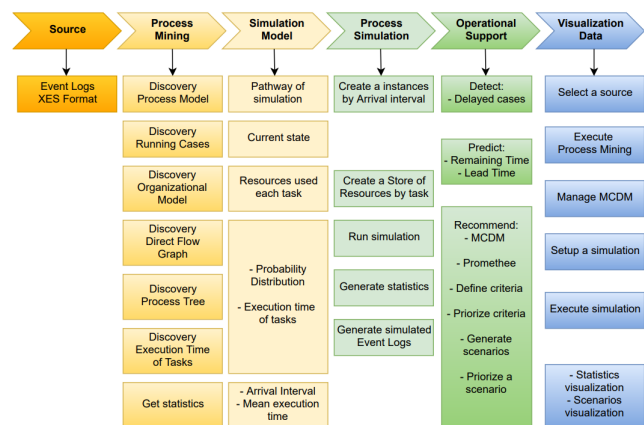 Source
Process
Mining
Simulation
Model
Process
Simulation
Operational
Support
Visualization
Data
Event Logs
XES Format
Discovery
Process Model
Discovery
Running Cases
Discovery
Organizational
Model
Discovery
Direct Flow
Graph
Discovery
Process Tree
Discovery
Execution Time
of Tasks
Get statistics
Pathway of
simulation
Current state
Resources used
each task
- Probability
Distribution
- Execution time
of tasks
- Arrival Interval
- Mean execution
time
Create a instances
by Arrival interval
Create a Store of
Resources by task
Run simulation
Generate statistics
Generate simulated
Event Logs
Detect:
- Delayed cases
Predict:
- Remaining Time
- Lead Time
Recommend:
- MCDM
- Promethee
- Define criteria
- Priorize criteria
- Generate
scenarios
- Priorize a
scenario
Select a source
Execute
Process Mining
Manage MCDM
Setup a simulation
Execute simulation
- Statistics
visualization
- Scenarios
visualization